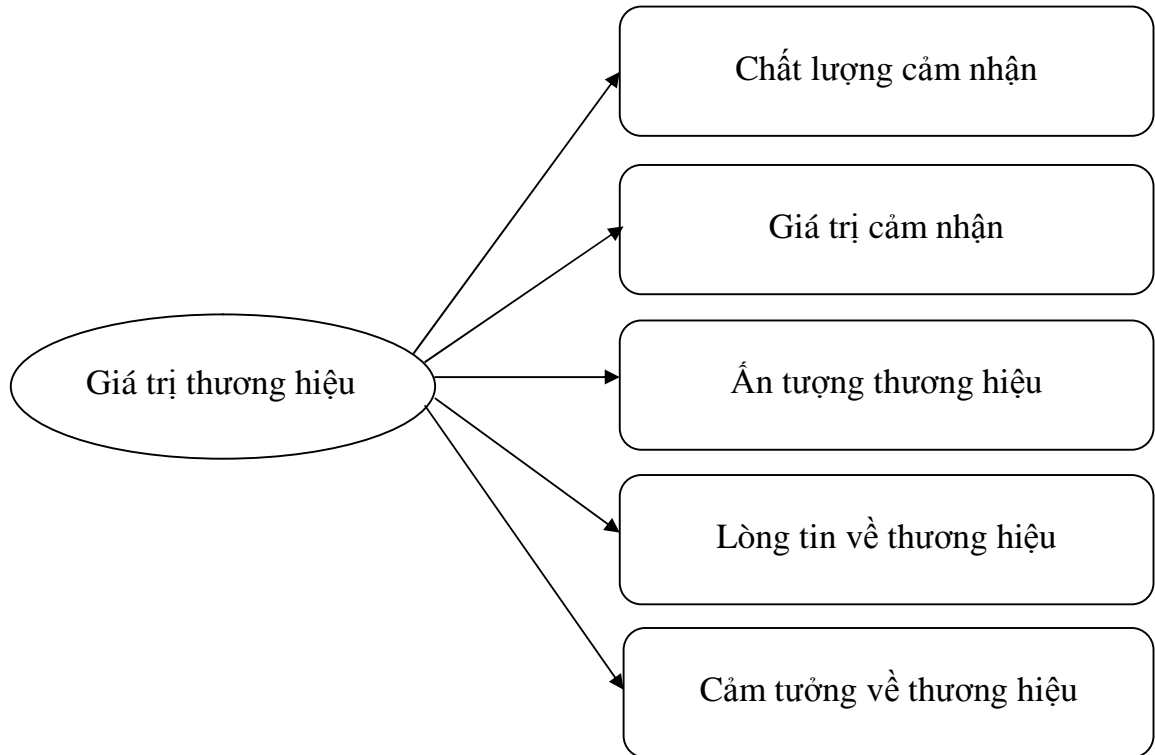 Chất lượng cảm nhận
Giá trị cảm nhận
Giá trị thương hiệu
Ấn tượng thương hiệu
Lòng tin về thương hiệu
Cảm tưởng về thương hiệu